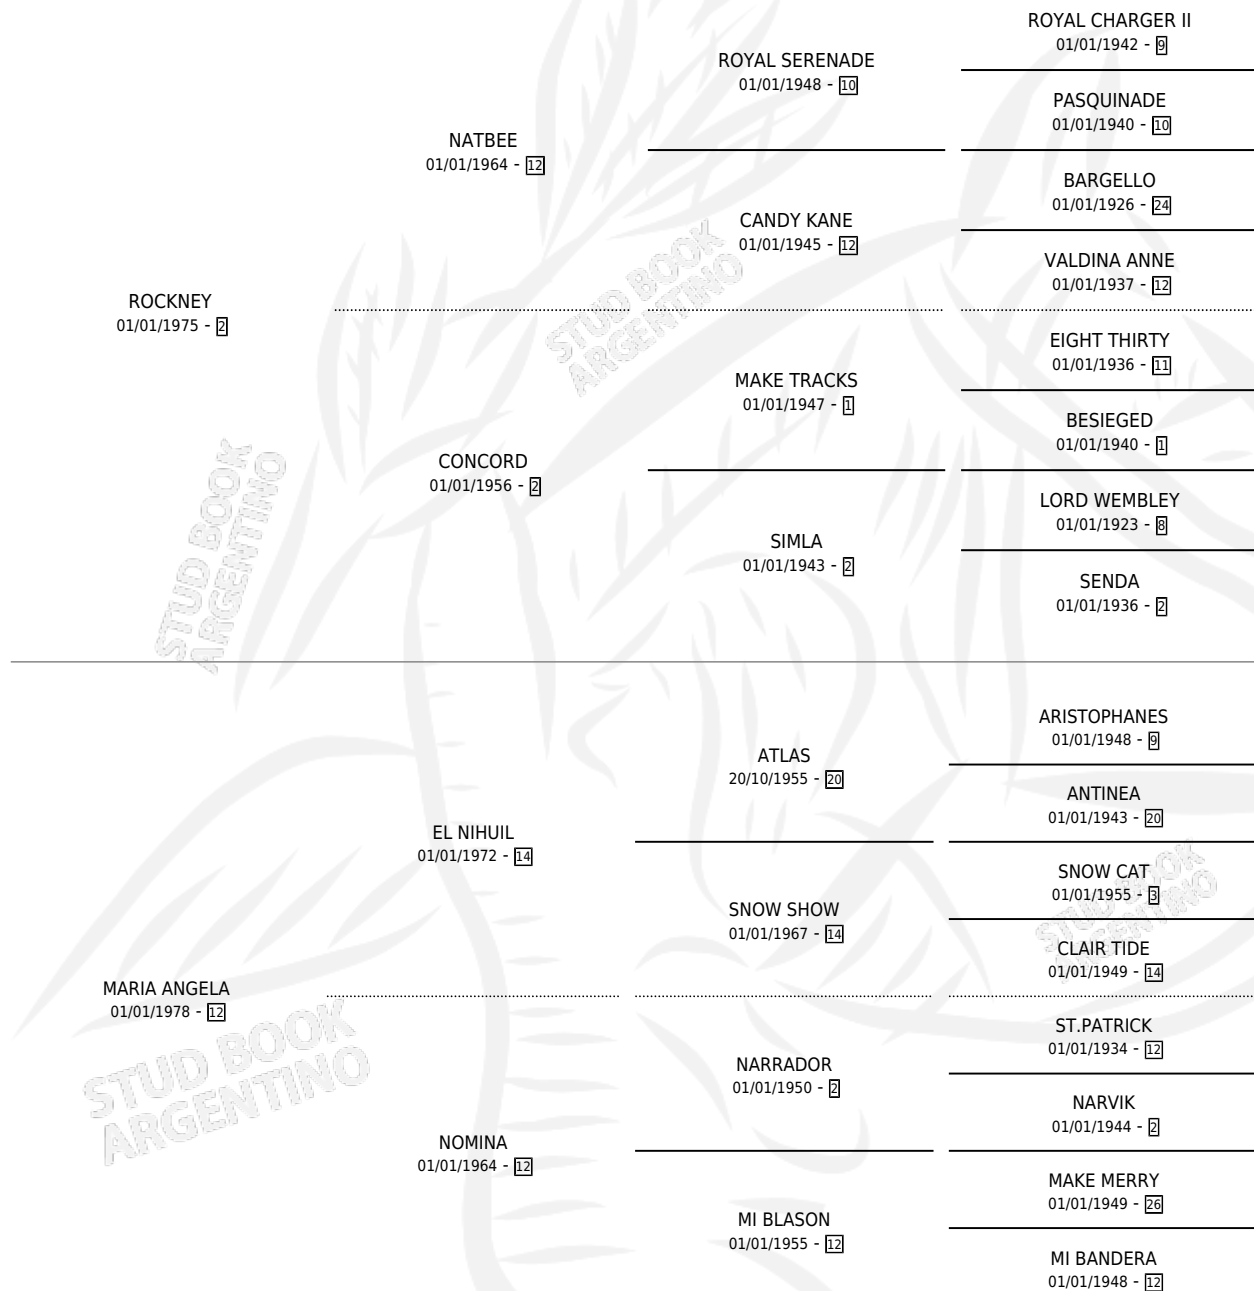 ROYAL CHARGER II
01/01/1942 - 9
ROYAL SERENADE
01/01/1948 - 10
PASQUINADE
01/01/1940 - 10
NATBEE
01/01/1964 - 12
BARGELLO
01/01/1926 - 24
CANDY KANE
01/01/1945 - 12
VALDINA ANNE
01/01/1937 - 12
ROCKNEY
01/01/1975 - 2
EIGHT THIRTY
01/01/1936 - 11
MAKE TRACKS
01/01/1947 - 1
BESIEGED
01/01/1940 - 1
CONCORD
01/01/1956 - 2
LORD WEMBLEY
01/01/1923 - 8
SIMLA
01/01/1943 - 2
SENDA
01/01/1936 - 2
STUD BOOK
ARGENTINO
STUD BOOK
ARGENTINO
ARISTOPHANES
01/01/1948 - 9
ATLAS
20/10/1955 - 20
ANTINEA
01/01/1943 - 20
EL NIHUIL
01/01/1972 - 14
SNOW CAT
01/01/1955 - 3
SNOW SHOW
01/01/1967 - 14
CLAIR TIDE
01/01/1949 - 14
STUD BOOK
ARGENTINO
MARIA ANGELA
01/01/1978 - 12
ST.PATRICK
01/01/1934 - 12
NARRADOR
01/01/1950 - 2
NARVIK
01/01/1944 - 2
STUD BOOK
ARGENTINO
NOMINA
01/01/1964 - 12
MAKE MERRY
01/01/1949 - 26
MI BLASON
01/01/1955 - 12
MI BANDERA
01/01/1948 - 12